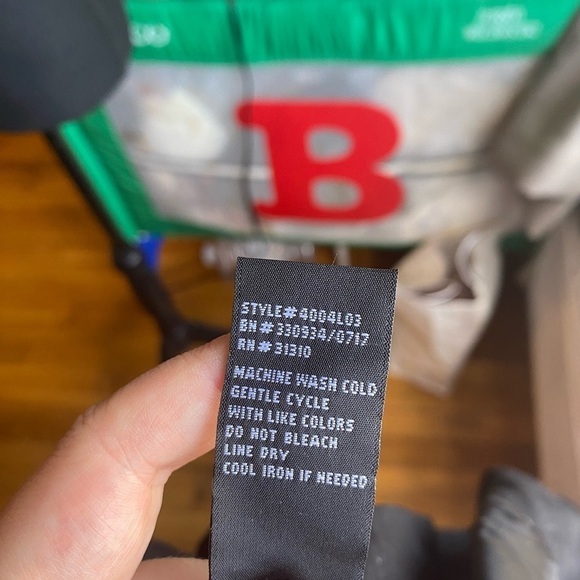 B
STYLE#4004L03
BN#330934/0717
RN#31310
MACHINE WASH COLD
GENTLE CYCLE
WITH LIKE COLORS
DO NOT BLEACH
LINE DRY
COOL IRON IF NEEDED